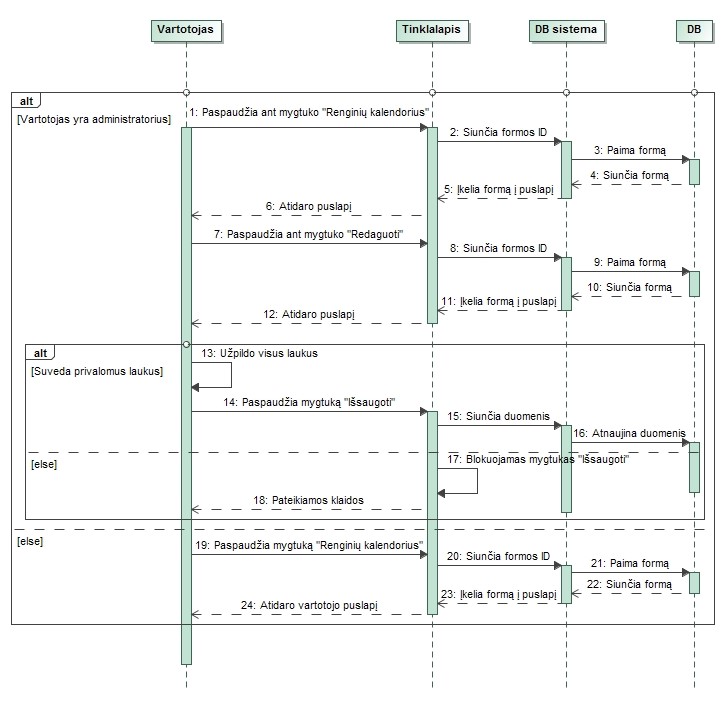 Vartotojas
Tinklalapis
DB sistema
DB
alt
[Vartotojas yra administratorius]
1: Paspaudžia ant mygtuko "Renginių kalendorius"
2: Siunčia formos ID
3: Paima formą
4: Siunčia formą
5: Įkelia formą į puslapį
6: Atidaro puslapį
7: Paspaudžia ant mygtuko "Redaguoti"
8: Siunčia formos ID
9: Paima formą
10: Siunčia formą
11: Įkelia formą į puslapį
12: Atidaro puslapį
alt
[Suveda privalomus laukus]
13: Užpildo visus laukus
14: Paspaudžia mygtuką "Išsaugoti"
15: Siunčia duomenis
16: Atnaujina duomenis
[else]
17: Blokuojamas mygtukas "Išsaugoti"
18: Pateikiamos klaidos
[else]
19: Paspaudžia mygtuką "Renginių kalendorius"
20: Siunčia formos ID
21: Paima formą
22: Siunčia formą
23: Įkelia formą į puslapį
24: Atidaro vartotojo puslapį